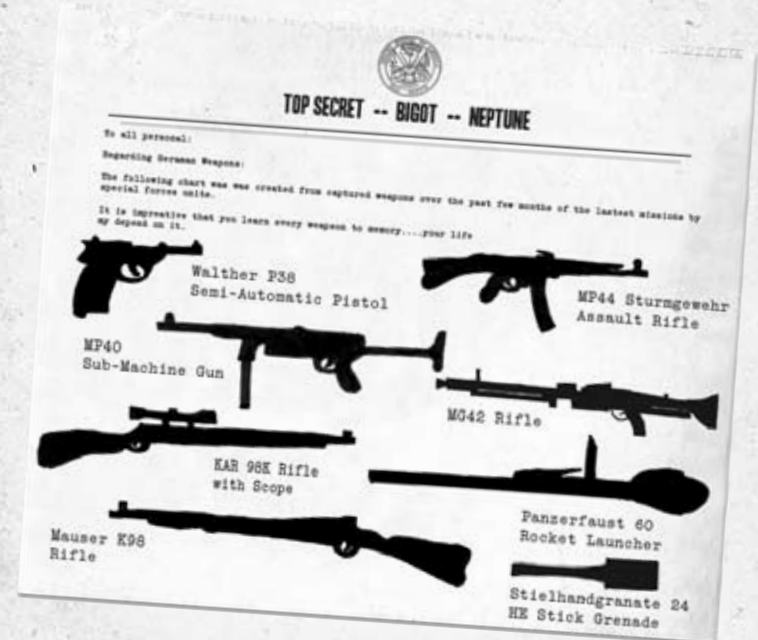 TOP SECRET -- BIGOT -- NEPTUNE
To all personal:
Regarding Geraman Weapons:
The following chart was was created from captured weapons over the past few months of the lastest missions by
special forces units.
It is impreative that you learn every weapon to memory....your life
my depend on it.
Walther P38
Semi-Automatic Pistol
MP44 Sturmgewehr
Assault Rifle
MP40
Sub-Machine Gun
MG42 Rifle
KAR 98K Rifle
with Scope
Panzerfaust 60
Rocket Launcher
Mauser K98
Rifle
Stielhandgranate 24
HE Stick Grenade